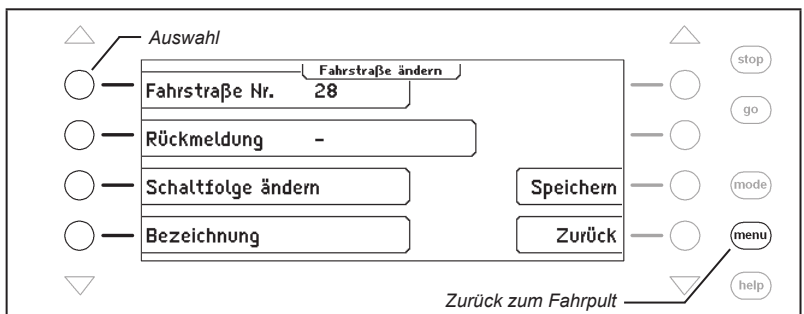 Auswahl
Fahrstraße ändern
Fahrstraße Nr. 28
Rückmeldung -
Schaltfolge ändern
Speichern
Bezeichnung
Zurück
stop
go
mode
menu
help
Zurück zum Fahrpult